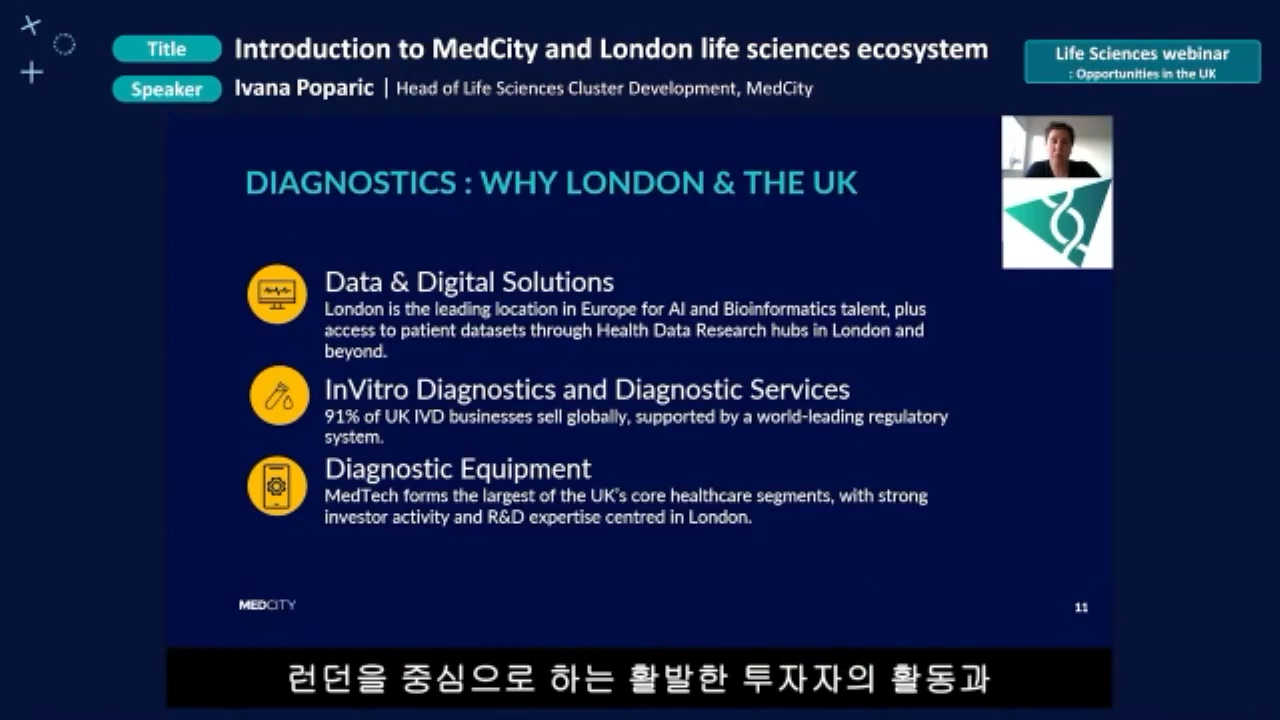 Title
Introduction to MedCity and London life sciences ecosystem
Speaker
Ivana Poparic | Head of Life Sciences Cluster Development, MedCity
Life Sciences webinar
: Opportunities in the UK
DIAGNOSTICS : WHY LONDON & THE UK
Data & Digital Solutions
London is the leading location in Europe for AI and Bioinformatics talent, plus
access to patient datasets through Health Data Research hubs in London and
beyond.
InVitro Diagnostics and Diagnostic Services
91% of UK IVD businesses sell globally, supported by a world-leading regulatory
system.
Diagnostic Equipment
MedTech forms the largest of the UK's core healthcare segments, with strong
investor activity and R&D expertise centred in London.
MEDCITY
11
런던을 중심으로 하는 활발한 투자자의 활동과